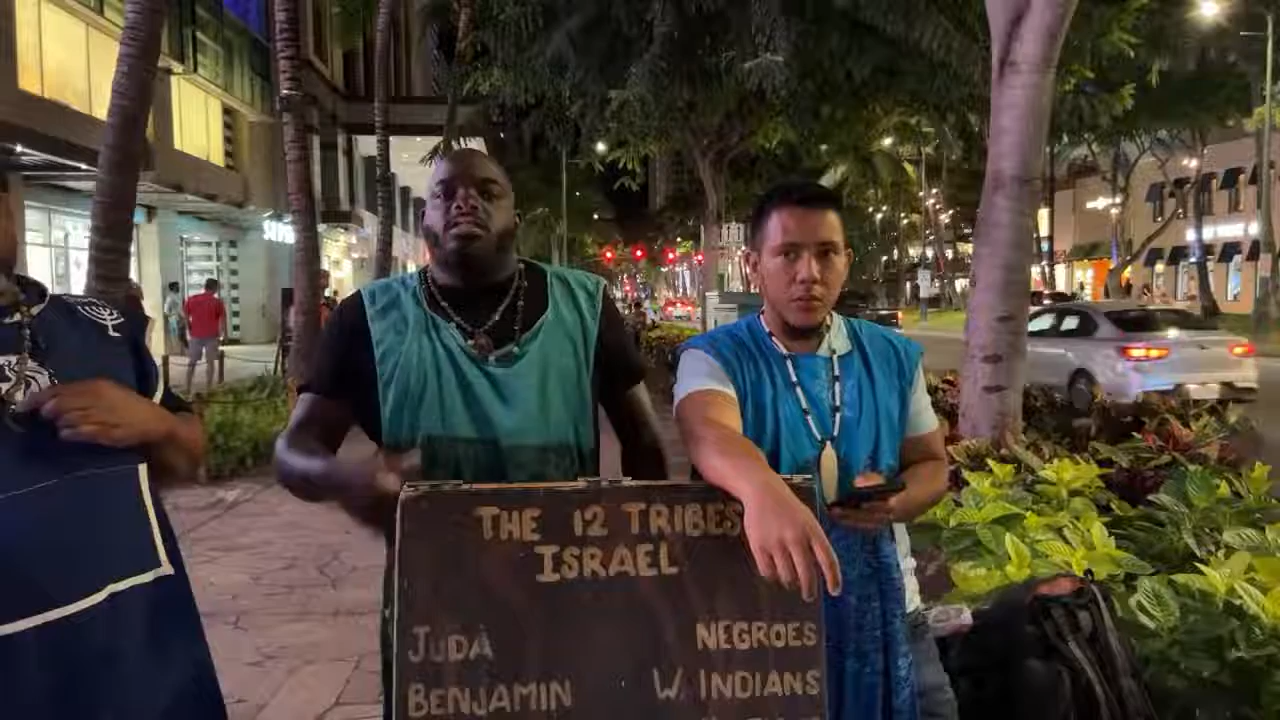 THE 12 TRIBES
ISRAEL
JUDA NEGROES
BENJAMIN W. INDIANS